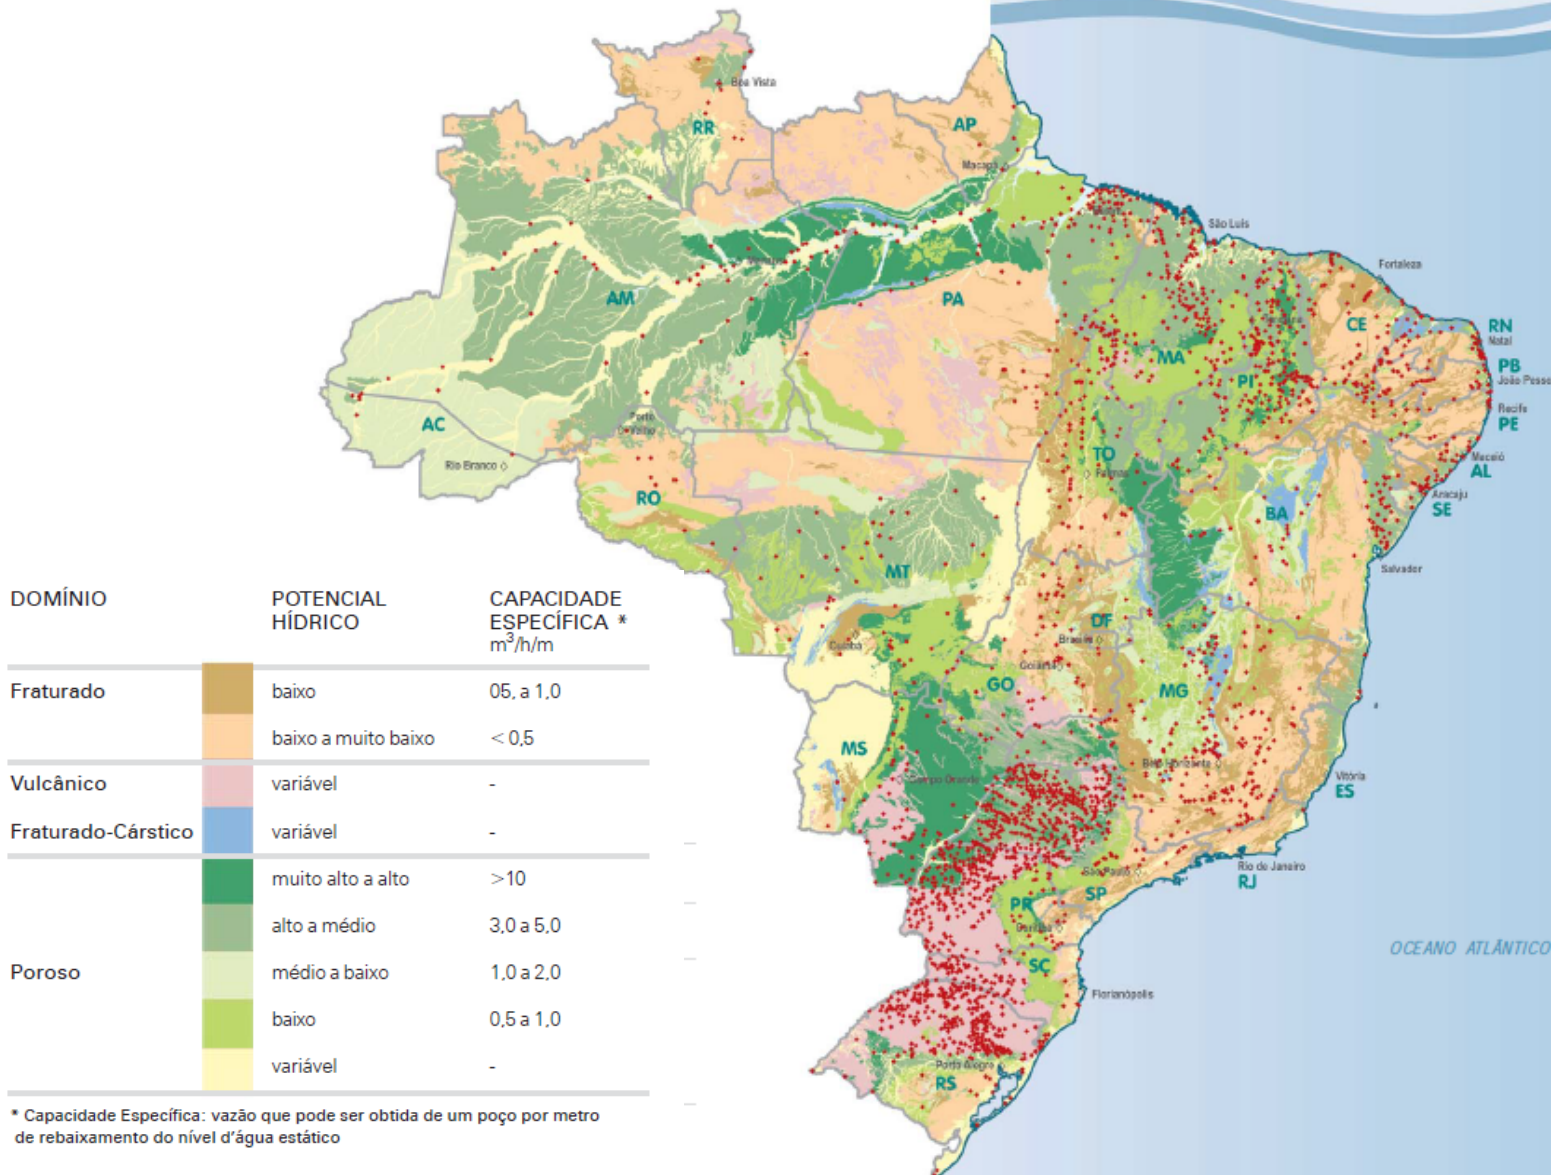 Boa Vista
RR
AP
Macapá
São Luis
Fortaleza
AM
PA
CE
RN
Natal
MA
PI
PB
João Pesso
Recife
PE
AC
Porto
Velho
TO
Palmas
Maceió
AL
Rio Branco
RO
Aracaju
SE
BA
MT
Salvador
DF
Brasília
Cuiabá
Goiânia
GO
MG
MS
Belo Horizonte
Campo Grande
Vitória
ES
São Paulo
Rio de Janeiro
RJ
SP
PR
Curitiba
OCEANO ATLÂNTICO
SC
Florianópolis
Porto Alegre
RS
DOMÍNIO
POTENCIAL
HÍDRICO
CAPACIDADE
ESPECÍFICA *
m³/h/m
Fraturado
baixo
05, a 1,0
baixo a muito baixo
< 0,5
Vulcânico
variável
-
Fraturado-Cárstico
variável
-
muito alto a alto
>10
alto a médio
3,0 a 5,0
Poroso
médio a baixo
1,0 a 2,0
baixo
0,5 a 1,0
variável
-
* Capacidade Específica: vazão que pode ser obtida de um poço por metro
de rebaixamento do nível d'água estático